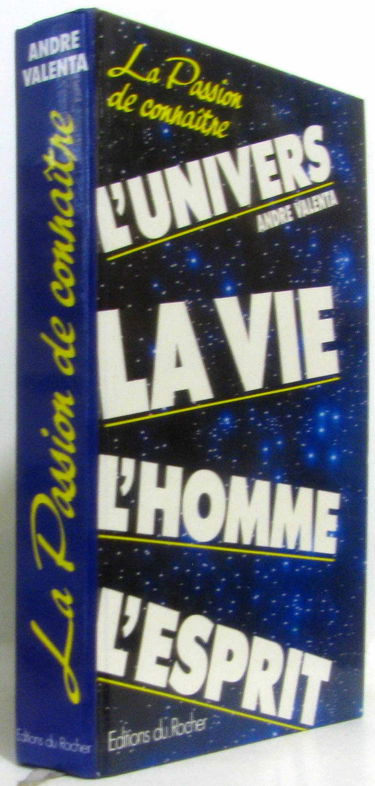 ANDRE
VALENTA
La Passion de connaître
Editions du Rocher
La Passion
de connaître
L'UNIVERS
ANDRE VALENTA
LA VIE
L'HOMME
L'ESPRIT
Editions du Rocher